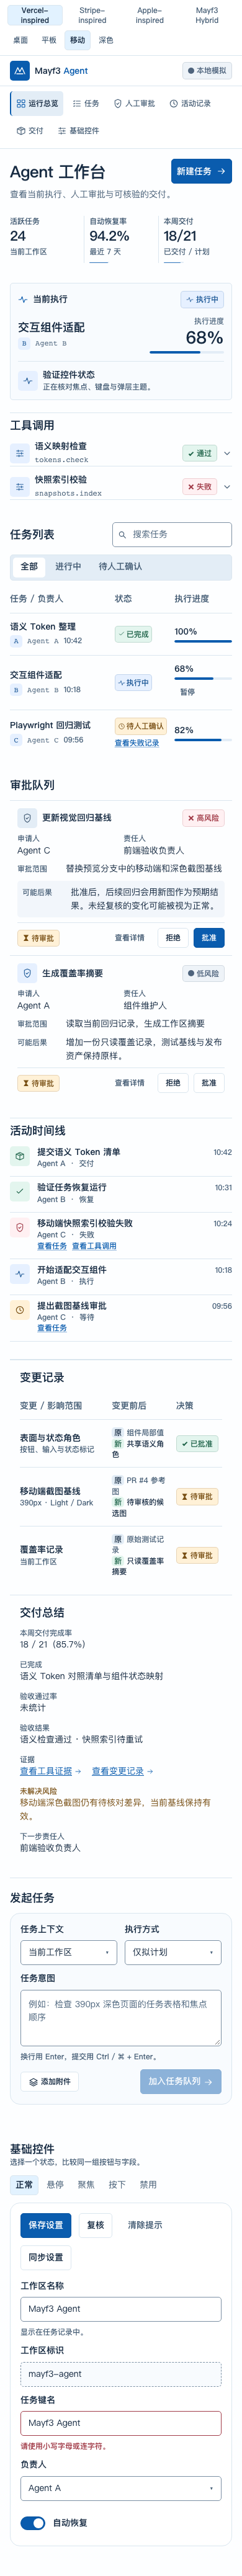 Vercel-inspired
Stripe-inspired
Apple-inspired
Mayf3 Hybrid
桌面 平板 移动 深色
Mayf3 Agent 本地模拟
运行总览 任务 人工审批 活动记录
交付 基础控件
Agent 工作台 新建任务 →
查看当前执行、人工审批与可核验的交付。
活跃任务 自动恢复率 本周交付
24 94.2% 18/21
当前工作区 最近 7 天 已交付 / 计划
当前执行 执行中
交互组件适配 执行进度
B Agent B 68%
验证控件状态
正在核对焦点、键盘与弹层主题。
工具调用
语义映射检查
tokens.check
通过
快照索引校验
snapshots.index
失败
任务列表 搜索任务
全部 进行中 待人工确认
任务 / 负责人 状态 执行进度
语义 Token 整理
A Agent A 10:42
已完成 100%
交互组件适配
B Agent B 10:18
执行中 68%
暂停
Playwright 回归测试
C Agent C 09:56
待人工确认
查看失败记录
82%
审批队列
更新视觉回归基线 高风险
申请人 责任人
Agent C 前端验收负责人
审批范围 替换预览分支中的移动端和深色截图基线
可能后果 批准后，后续回归会用新图作为预期结
果。未经复核的变化可能被视为正常。
待审批 查看详情 拒绝 批准
生成覆盖率摘要 低风险
申请人 责任人
Agent A 组件维护人
审批范围 读取当前回归记录，生成工作区摘要
可能后果 增加一份只读覆盖记录，测试基线与发布
资产保持原样。
待审批 查看详情 拒绝 批准
活动时间线
提交语义 Token 清单 10:42
Agent A · 交付
验证任务恢复运行 10:31
Agent B · 恢复
移动端快照索引校验失败 10:24
Agent C · 失败
查看任务 查看工具调用
开始适配交互组件 10:18
Agent B · 执行
提出截图基线审批 09:56
Agent C · 等待
查看任务
变更记录
变更 / 影响范围 变更前后 决策
表面与状态角色
按钮、输入与状态标记
原 组件局部值
新 共享语义角
色
已批准
移动端截图基线
390px · Light / Dark
原 PR #4 参考
图
新 待审核的候
选图
待审批
覆盖率记录
当前工作区
原 原始测试记
录
新 只读覆盖率
摘要
待审批
交付总结
本周交付完成率
18 / 21（85.7%）
已完成
语义 Token 对照清单与组件状态映射
验收通过率
未统计
验收结果
语义检查通过 · 快照索引待重试
证据
查看工具证据 → 查看变更记录 →
未解决风险
移动端深色截图仍有待核对差异，当前基线保持有
效。
下一步责任人
前端验收负责人
发起任务
任务上下文 执行方式
当前工作区 仅拟计划
任务意图
例如：检查 390px 深色页面的任务表格和焦点
顺序
换行用 Enter，提交用 Ctrl / ⌘ + Enter。
添加附件 加入任务队列 →
基础控件
选择一个状态，比较同一组按钮与字段。
正常 悬停 聚焦 按下 禁用
保存设置 复核 清除提示
同步设置
工作区名称
Mayf3 Agent
显示在任务记录中。
工作区标识
mayf3-agent
任务键名
Mayf3 Agent
请使用小写字母或连字符。
负责人
Agent A
自动恢复